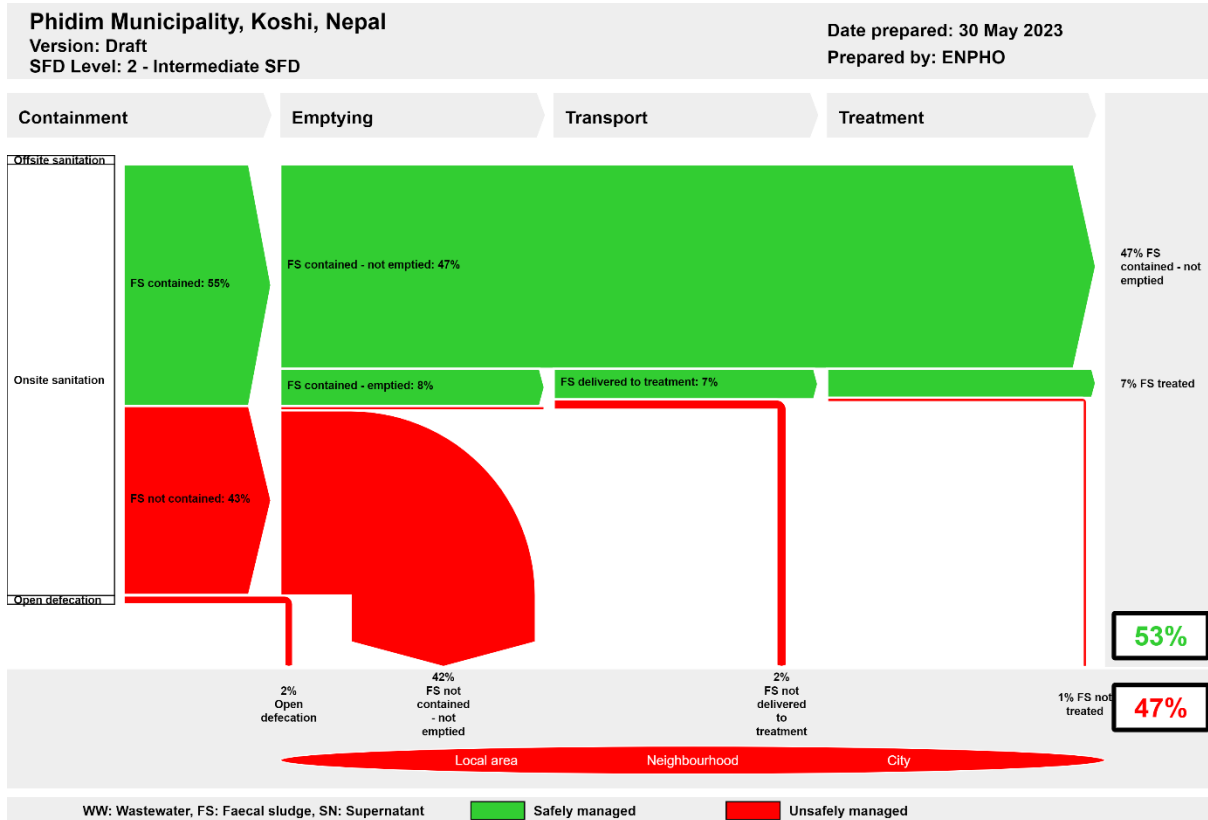 Phidim Municipality, Koshi, Nepal
Version: Draft
SFD Level: 2 - Intermediate SFD
Date prepared: 30 May 2023
Prepared by: ENPHO
Containment
Emptying
Transport
Treatment
Offsite sanitation
FS contained: 55%
FS contained - not emptied: 47%
47% FS
contained - not
emptied
Onsite sanitation
FS contained - emptied: 8%
FS delivered to treatment: 7%
7% FS treated
FS not contained: 43%
Open defecation
53%
2%
Open
defecation
42%
FS not
contained
- not
emptied
2%
FS not
delivered
to
treatment
1% FS not
treated
47%
Local area
Neighbourhood
City
WW: Wastewater, FS: Faecal sludge, SN: Supernatant
Safely managed
Unsafely managed